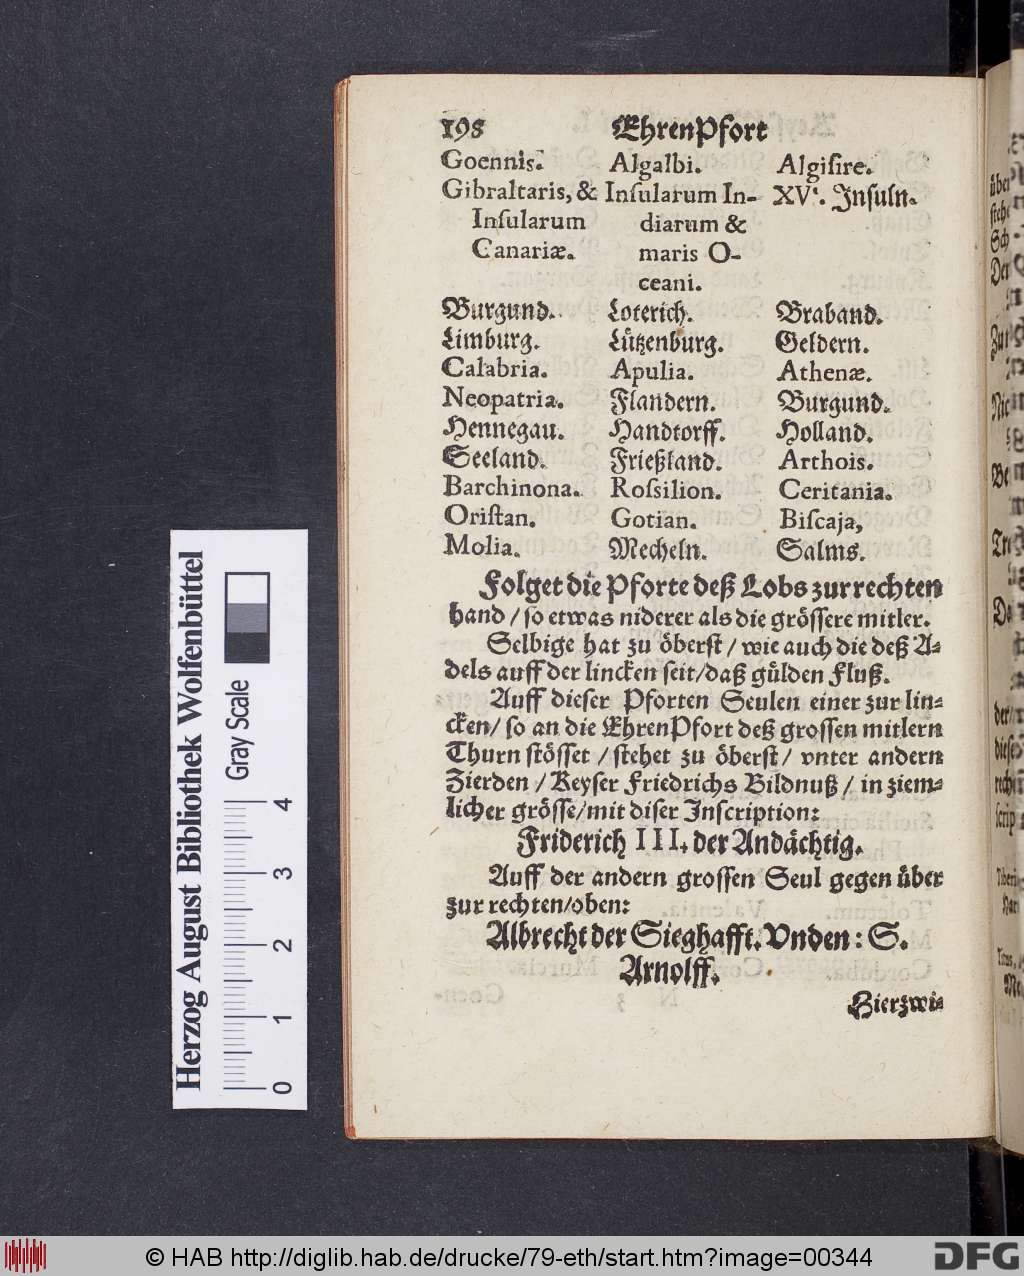 198 EhrenPfort
Goennis. Algalbi. Algiſire.
Gibraltaris, & Inſularum In- XV'. Inſuln.
Inſularum diarum &
Canariæ. maris O-
ceani.
Burgund. Loterich. Braband.
Limburg. Lützenburg. Geldern.
Calabria. Apulia. Athenæ.
Neopatria. Flandern. Burgund.
Hennegau. Handtorff. Holland.
Seeland. Frießland. Arthois.
Barchinona. Roſsilion. Ceritania.
Oriſtan. Gotian. Biſcaja,
Molia. Mecheln. Salms.
Folget die Pforte deß Lobs zur rechten
hand / ſo etwas niderer als die gröſſere mitler.
Selbige hat zu öberſt / wie auch die deß A-
dels auff der lincken ſeit/daß gülden Fluß.
Auff dieſer Pforten Seulen einer zur lin-
cken/ ſo an die EhrenPfort deß groſſen mitlern
Thurn ſtöſſet / ſtehet zu öberſt / vnter andern
Zierden / Keyſer Friedrichs Bildnuß / in ziem-
licher gröſſe/mit diſer Inſcription:
Friderich III. der Andächtig.
Auff der andern groſſen Seul gegen über
zur rechten/oben:
Albrecht der Sieghafft. Vnden: S.
Arnolff.
Hierzwi-
Herzog August Bibliothek Wolfenbüttel
Gray Scale
0 1 2 3 4
© HAB http://diglib.hab.de/drucke/79-eth/start.htm?image=00344
DFG